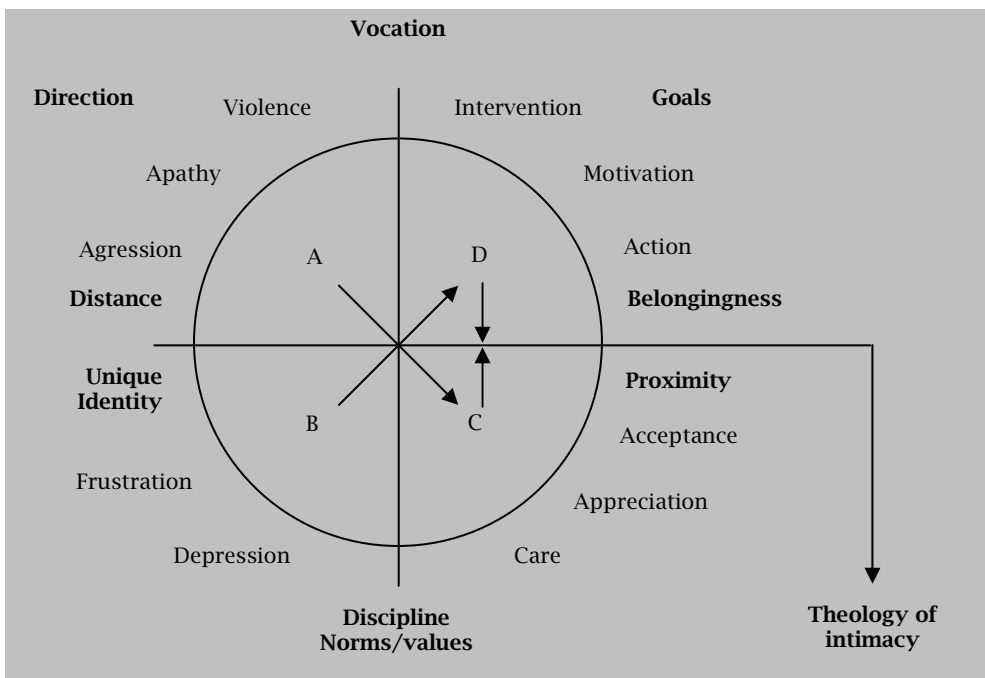 Vocation
Direction
Violence
Intervention
Goals
Apathy
Motivation
Agression
A
D
Action
Distance
Belongingness
Unique
Identity
Proximity
B
C
Acceptance
Frustration
Appreciation
Depression
Care
Discipline
Norms/values
Theology of
intimacy